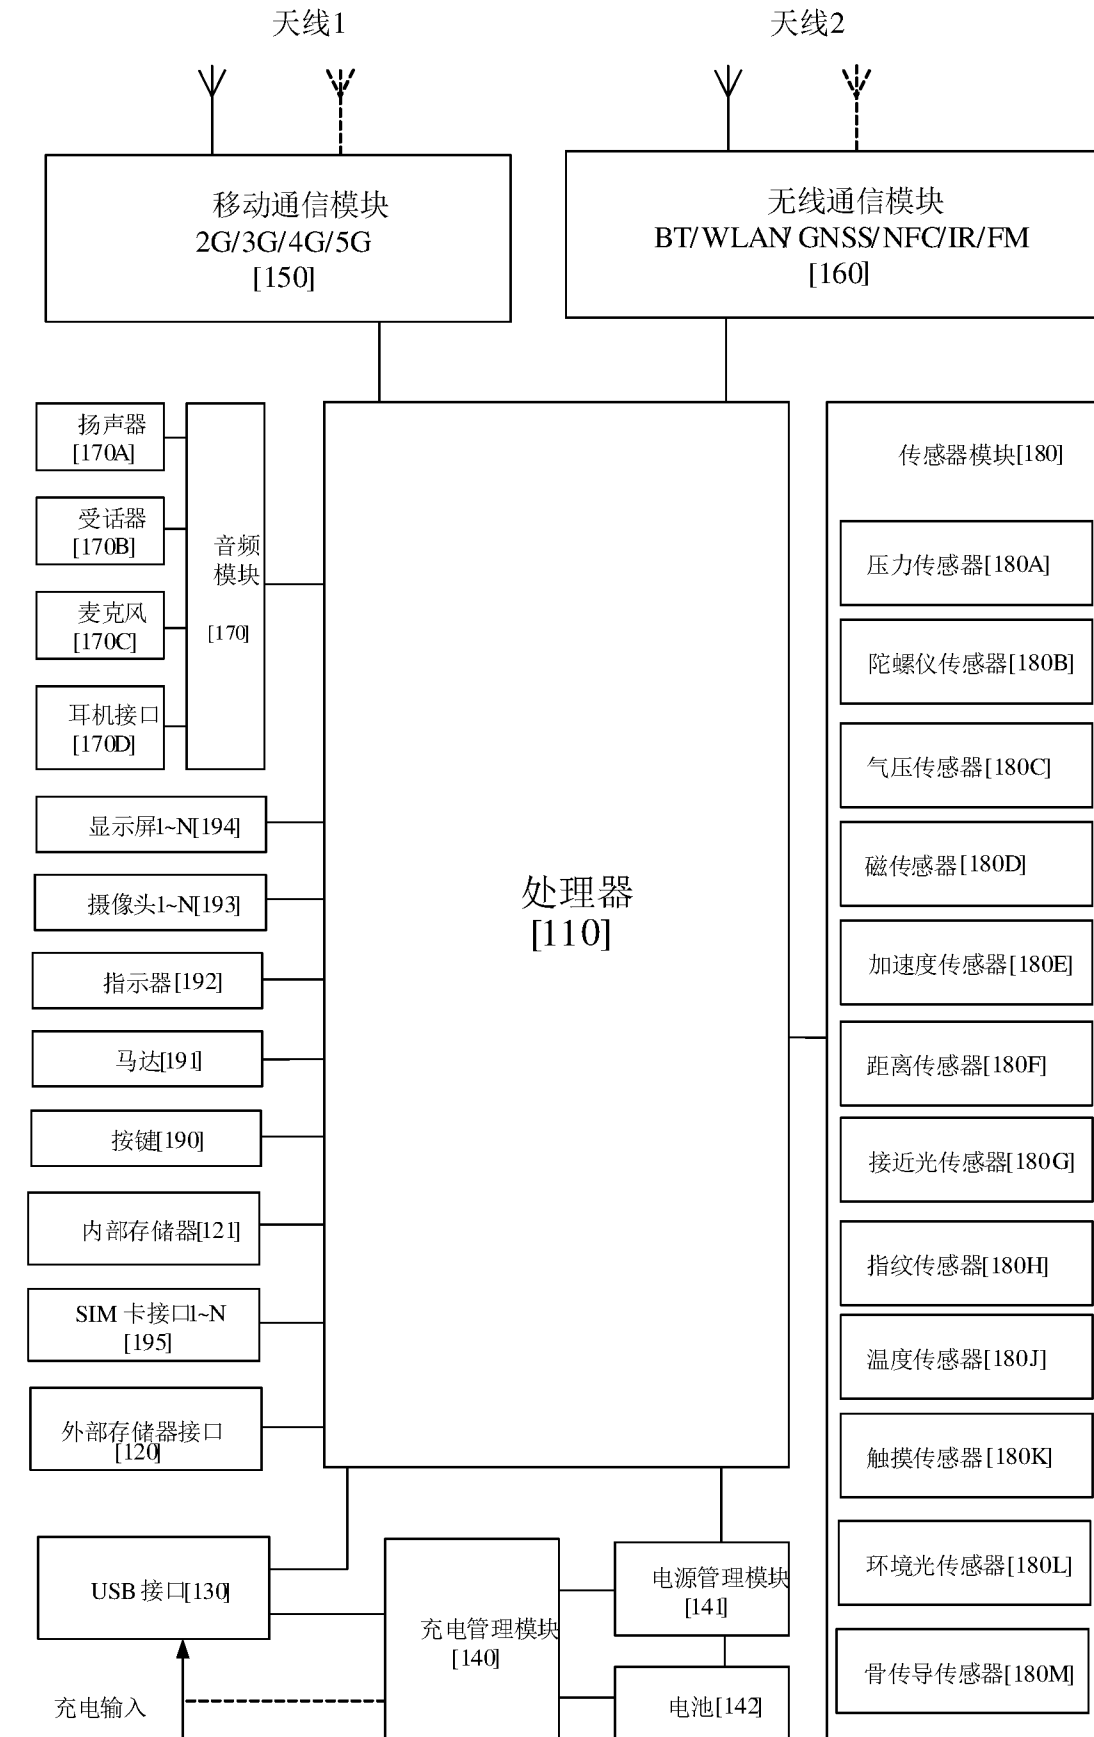 天线1
天线2
移动通信模块
2G/3G/4G/5G
[150]
无线通信模块
BT/WLAN/GNSS/NFC/IR/FM
[160]
扬声器
[170A]
受话器
[170B]
麦克风
[170C]
耳机接口
[170D]
音频
模块
[170]
显示屏1~N[194]
摄像头1~N[193]
指示器[192]
马达[191]
按键[190]
内部存储器[121]
SIM 卡接口1~N
[195]
外部存储器接口
[120]
处理器
[110]
传感器模块[180]
压力传感器[180A]
陀螺仪传感器[180B]
气压传感器[180C]
磁传感器[180D]
加速度传感器[180E]
距离传感器[180F]
接近光传感器[180G]
指纹传感器[180H]
温度传感器[180J]
触摸传感器[180K]
环境光传感器[180L]
骨传导传感器[180M]
USB 接口[130]
充电输入
充电管理模块
[140]
电源管理模块
[141]
电池[142]